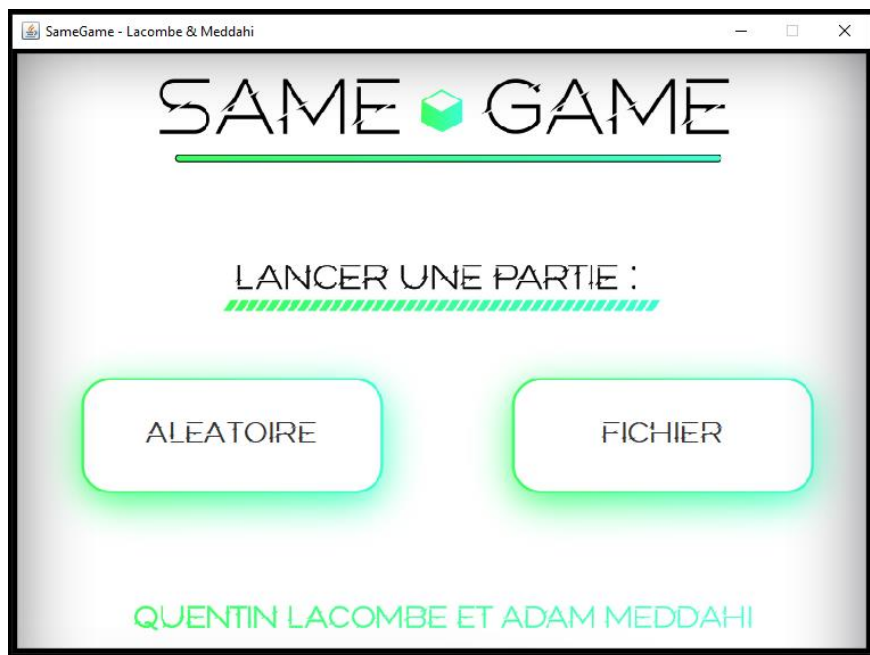 SameGame - Lacombe & Meddahi
SAME GAME
LANCER UNE PARTIE :
ALEATOIRE
FICHIER
QUENTIN LACOMBE ET ADAM MEDDAHI